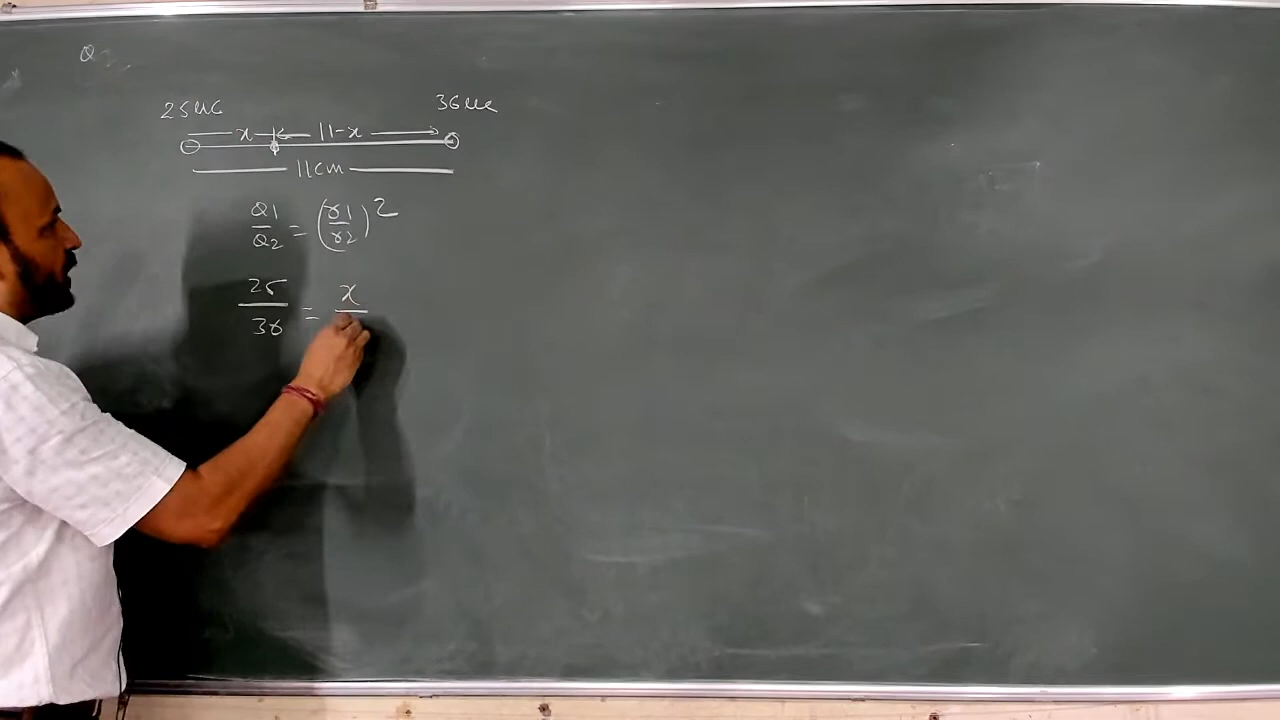 Q
25μC 36μC
x 11-x
11cm
Q1/Q2 = (r1/r2)^2
25/36 = x